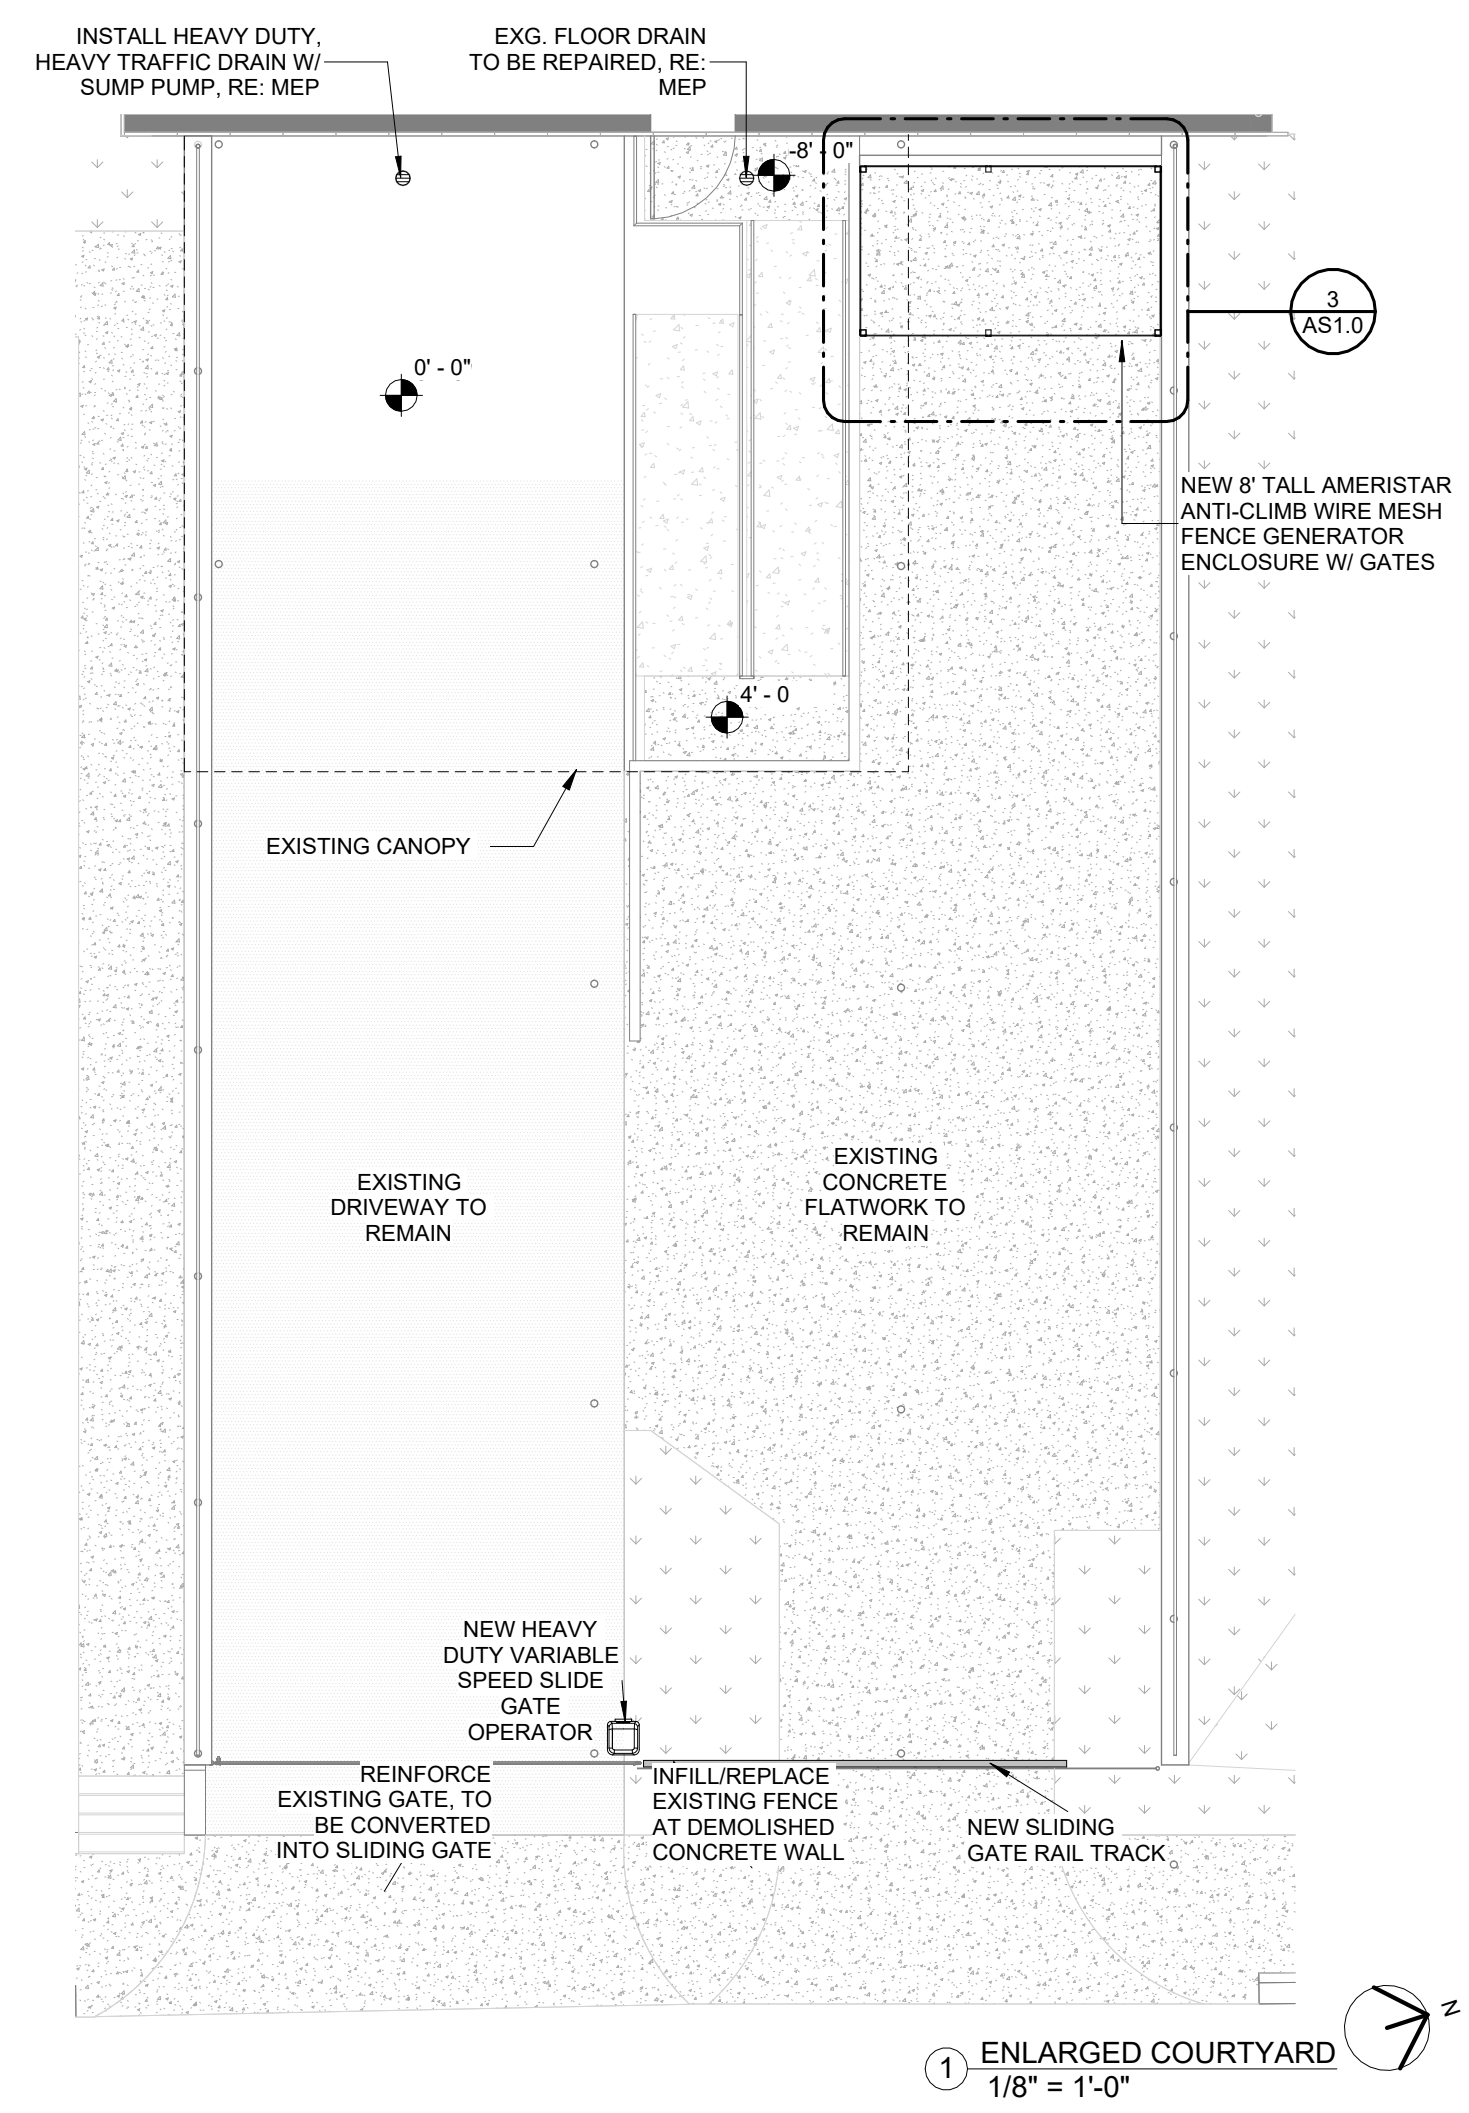 INSTALL HEAVY DUTY,
HEAVY TRAFFIC DRAIN W/
SUMP PUMP, RE: MEP
EXG. FLOOR DRAIN
TO BE REPAIRED, RE:
MEP
-8' - 0"
3
AS1.0
0' - 0"
NEW 8' TALL AMERISTAR
ANTI-CLIMB WIRE MESH
FENCE GENERATOR
ENCLOSURE W/ GATES
4' - 0
EXISTING CANOPY
EXISTING
DRIVEWAY TO
REMAIN
EXISTING
CONCRETE
FLATWORK TO
REMAIN
NEW HEAVY
DUTY VARIABLE
SPEED SLIDE
GATE
OPERATOR
REINFORCE
EXISTING GATE, TO
BE CONVERTED
INTO SLIDING GATE
INFILL/REPLACE
EXISTING FENCE
AT DEMOLISHED
CONCRETE WALL
NEW SLIDING
GATE RAIL TRACK
N
1
ENLARGED COURTYARD
1/8" = 1'-0"